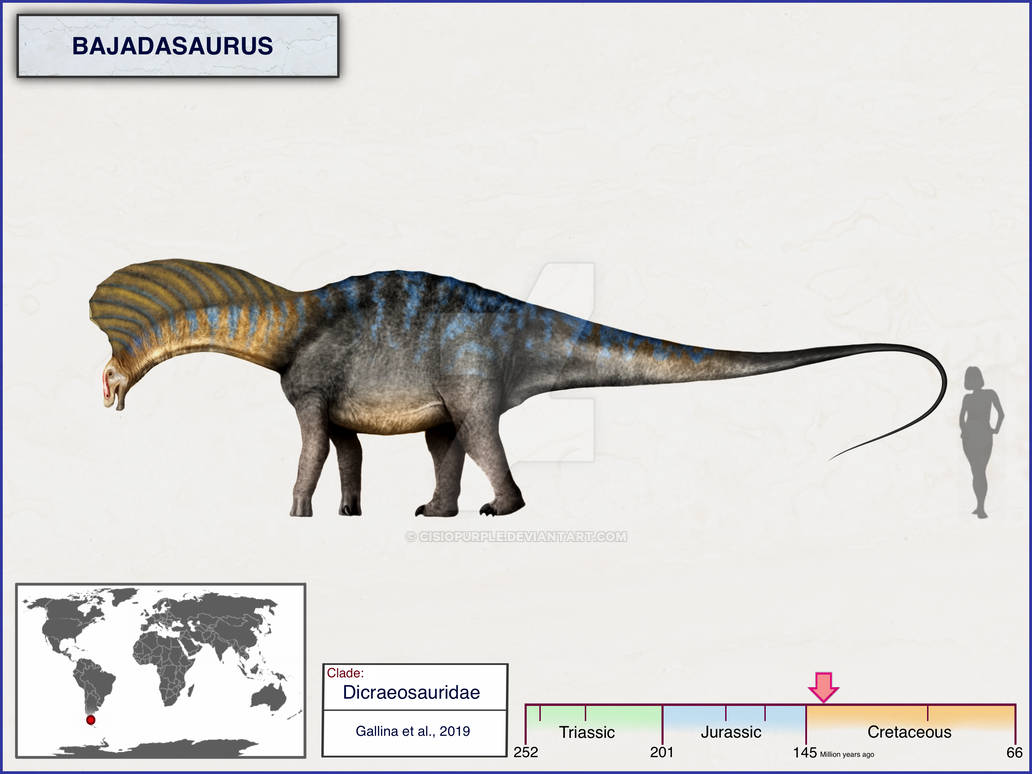 BAJADASAURUS
© CISIOPURPLE.DEVIANTART.COM
Clade:
Dicraeosauridae
Gallina et al., 2019
Triassic
Jurassic
Cretaceous
252
201
145 Million years ago
66